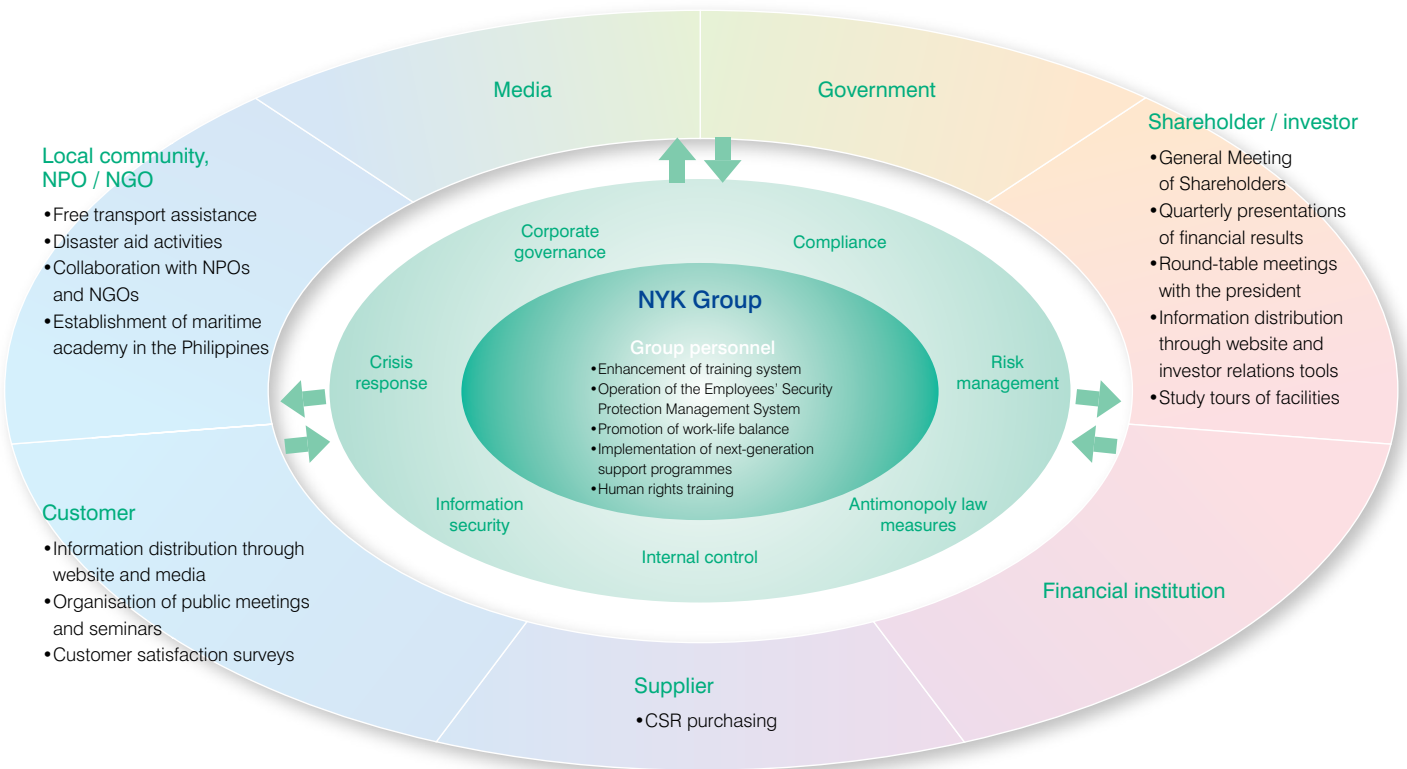 Media
Government
Shareholder / investor
•General Meeting
of Shareholders
•Quarterly presentations
of financial results
•Round-table meetings
with the president
•Information distribution
through website and
investor relations tools
•Study tours of facilities
Local community,
NPO / NGO
•Free transport assistance
•Disaster aid activities
•Collaboration with NPOs
and NGOs
•Establishment of maritime
academy in the Philippines
Corporate
governance
Compliance
Crisis
response
Risk
management
NYK Group
Group personnel
•Enhancement of training system
•Operation of the Employees' Security
Protection Management System
•Promotion of work-life balance
•Implementation of next-generation
support programmes
•Human rights training
Information
security
Internal control
Antimonopoly law
measures
Customer
•Information distribution through
website and media
•Organisation of public meetings
and seminars
•Customer satisfaction surveys
Supplier
•CSR purchasing
Financial institution